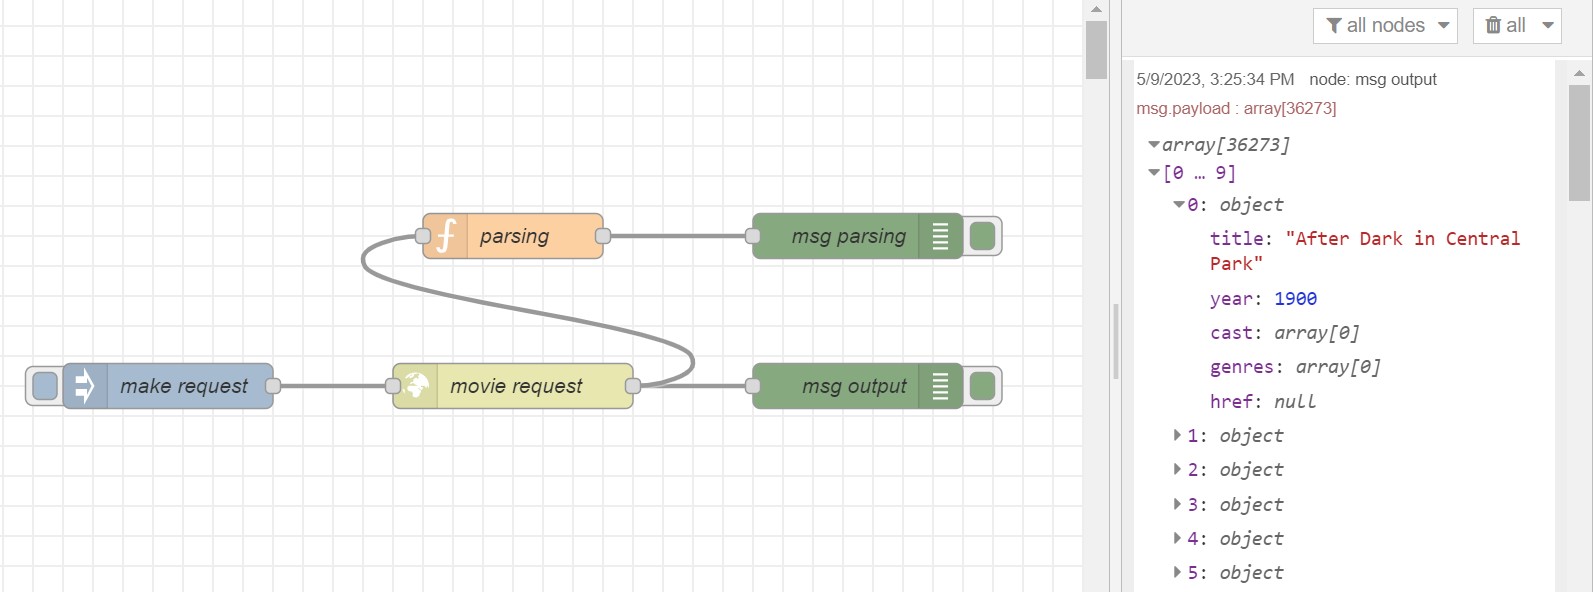 all nodes
all
5/9/2023, 3:25:34 PM node: msg output
msg.payload : array[36273]
array[36273]
[0 … 9]
0: object
title: "After Dark in Central
Park"
year: 1900
cast: array[0]
genres: array[0]
href: null
1: object
2: object
3: object
4: object
5: object
parsing
msg parsing
make request
movie request
msg output